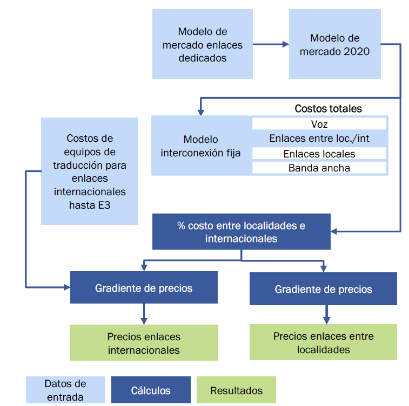 Modelo de
mercado enlaces
dedicados
Modelo de
mercado 2020
Costos totales
Modelo
interconexión fija
Voz
Enlaces entre loc./int
Enlaces locales
Banda ancha
Costos de
equipos de
traducción para
enlaces
internacionales
hasta E3
% costo entre localidades e
internacionales
Gradiente de precios
Gradiente de precios
Precios enlaces
internacionales
Precios enlaces entre
localidades
Datos de
entrada
Cálculos
Resultados